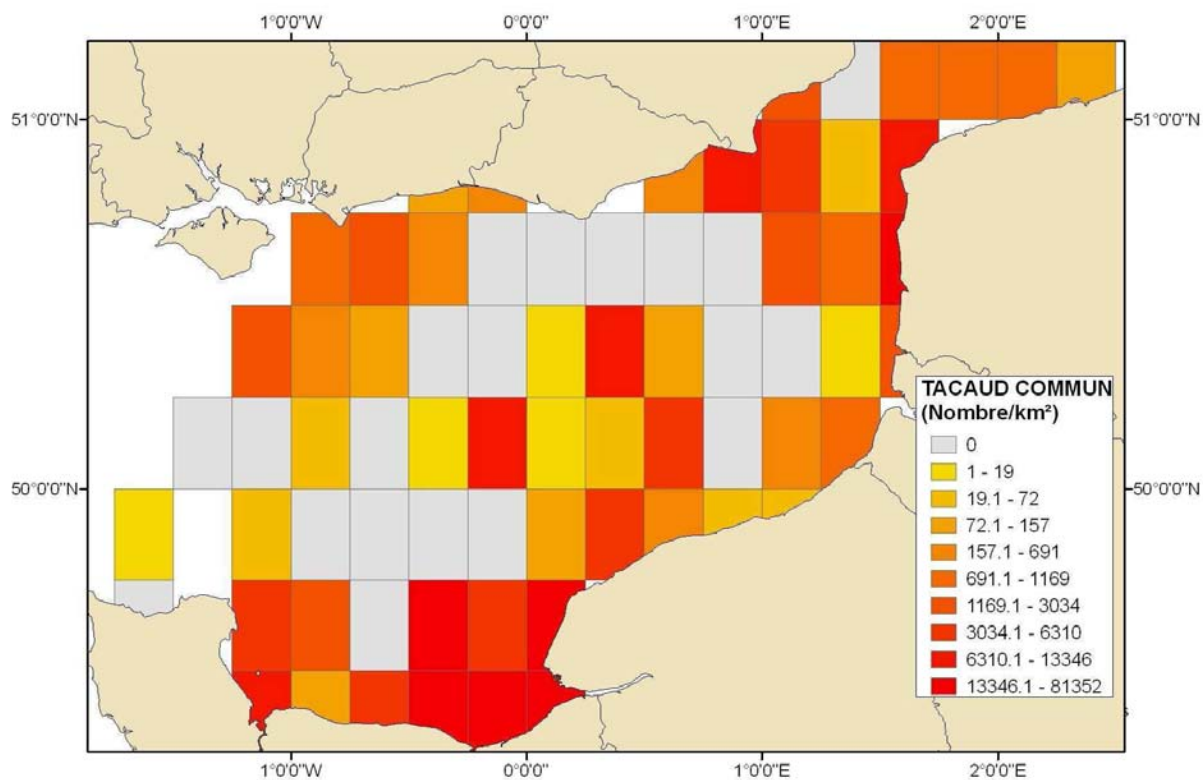 1°0'0"W 0°0'0" 1°0'0"E 2°0'0"E
51°0'0"N 51°0'0"N
TACAUD COMMUN
(Nombre/km²)
0
1 - 19
19.1 - 72
72.1 - 157
157.1 - 691
691.1 - 1169
1169.1 - 3034
3034.1 - 6310
6310.1 - 13346
13346.1 - 81352
50°0'0"N 50°0'0"N
s
1°0'0"W 0°0'0" 1°0'0"E 2°0'0"E